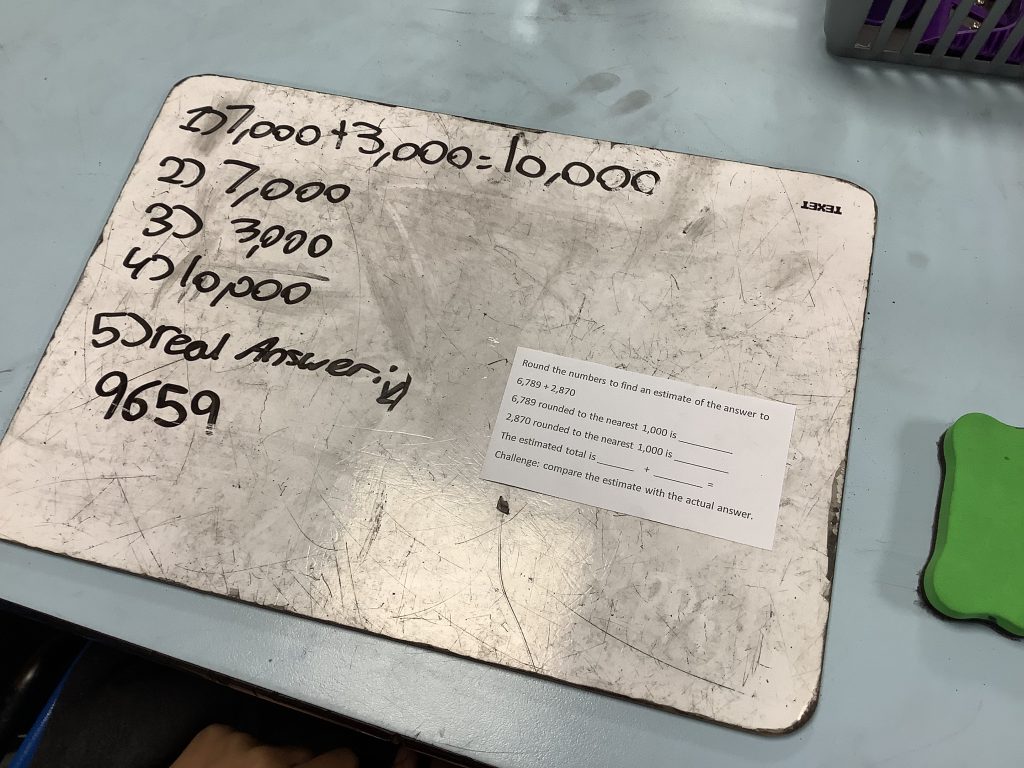 1) 7,000 + 3,000 = 10,000
2) 7,000
3) 3,000
4) 10,000
5) real Answer:
9659
TEXET
Round the numbers to find an estimate of the answer to
6,789 + 2,870
6,789 rounded to the nearest 1,000 is __________
2,870 rounded to the nearest 1,000 is __________
The estimated total is ______ + ________ =
Challenge: compare the estimate with the actual answer.